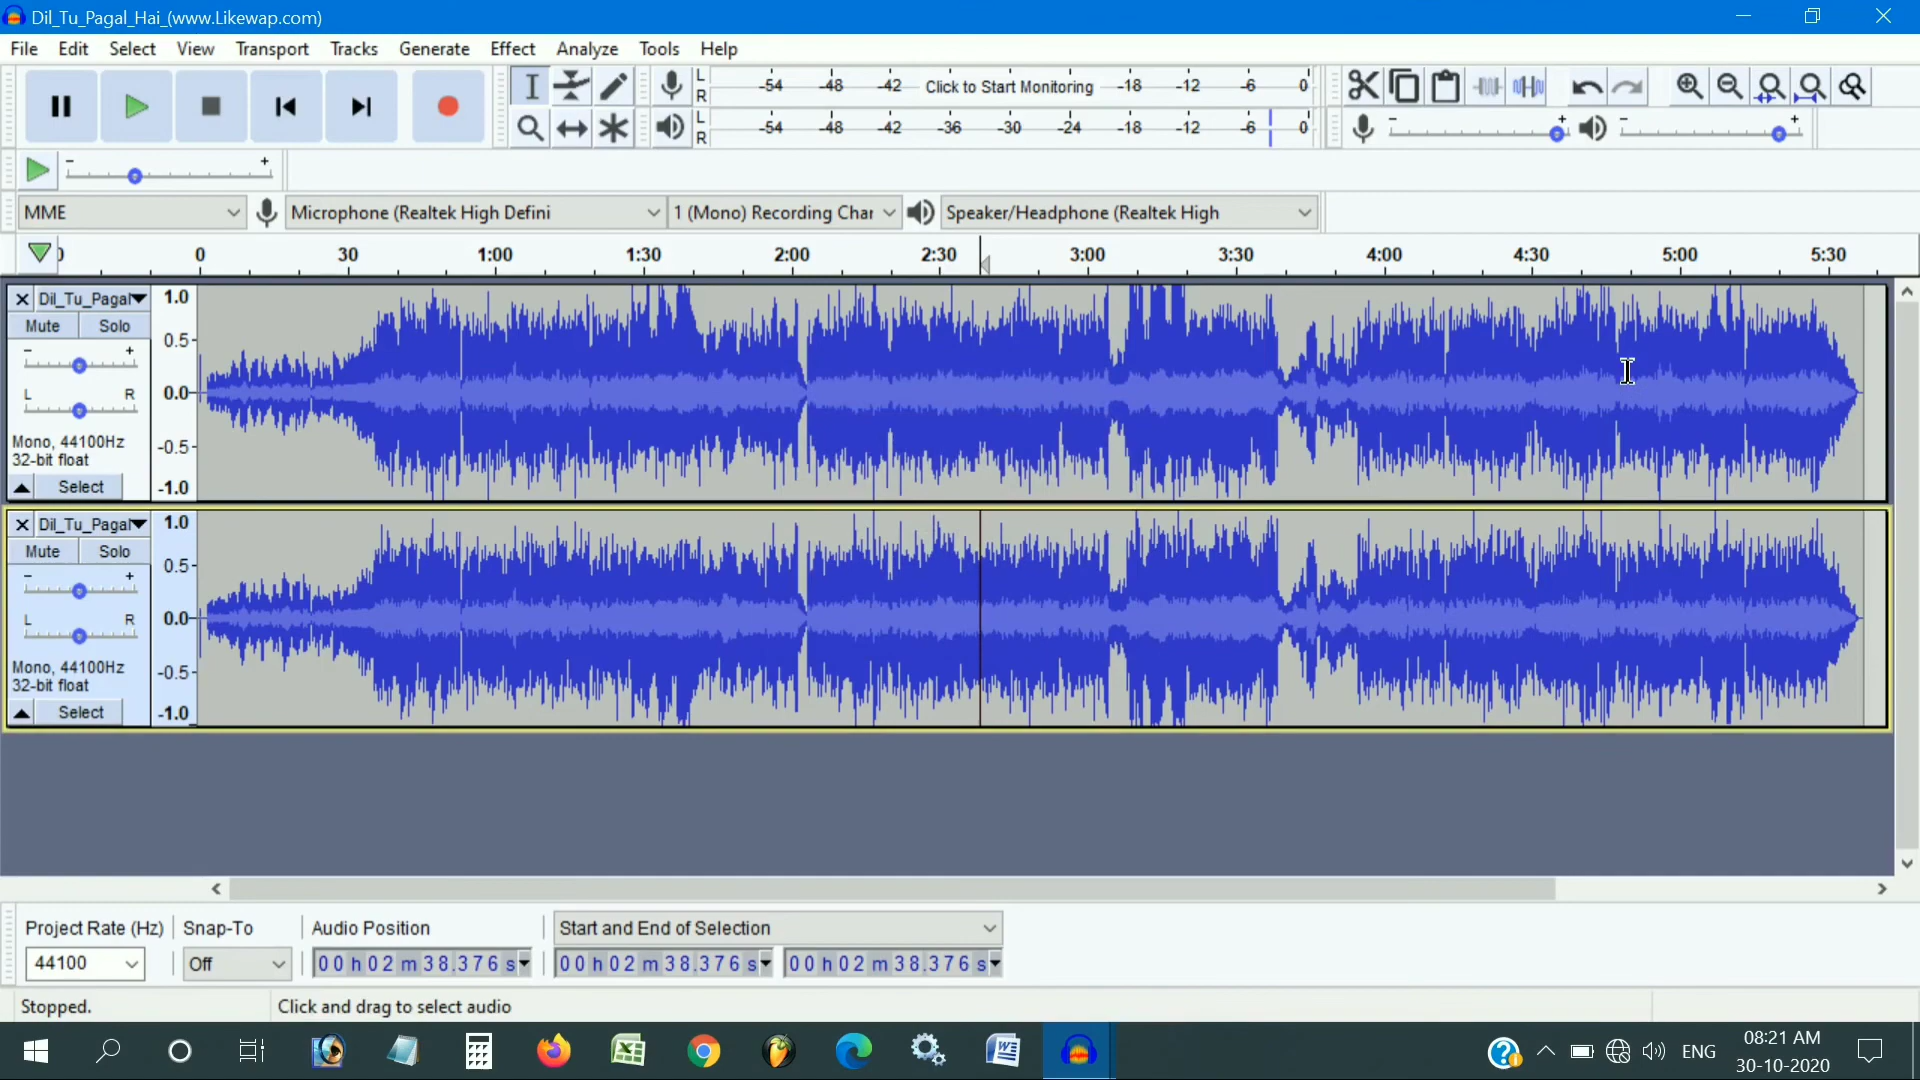 Dil_Tu_Pagal_Hai_(www.Likewap.com)
File Edit Select View Transport Tracks Generate Effect Analyze Tools Help
L R -54 -48 -42 Click to Start Monitoring -18 -12 -6 0
L R -54 -48 -42 -36 -30 -24 -18 -12 -6 0
MME Microphone (Realtek High Defini 1 (Mono) Recording Char Speaker/Headphone (Realtek High
0 30 1:00 1:30 2:00 2:30 3:00 3:30 4:00 4:30 5:00 5:30
Dil_Tu_Pagal 1.0
Mute Solo
0.5
L R
0.0
Mono, 44100Hz
-0.5
32-bit float
Select -1.0
Dil_Tu_Pagal 1.0
Mute Solo
0.5
L R
0.0
Mono, 44100Hz
-0.5
32-bit float
Select -1.0
Project Rate (Hz) Snap-To Audio Position Start and End of Selection
44100 Off 00 h 02 m 38.376 s 00 h 02 m 38.376 s 00 h 02 m 38.376 s
Stopped. Click and drag to select audio
ENG 08:21 AM
30-10-2020